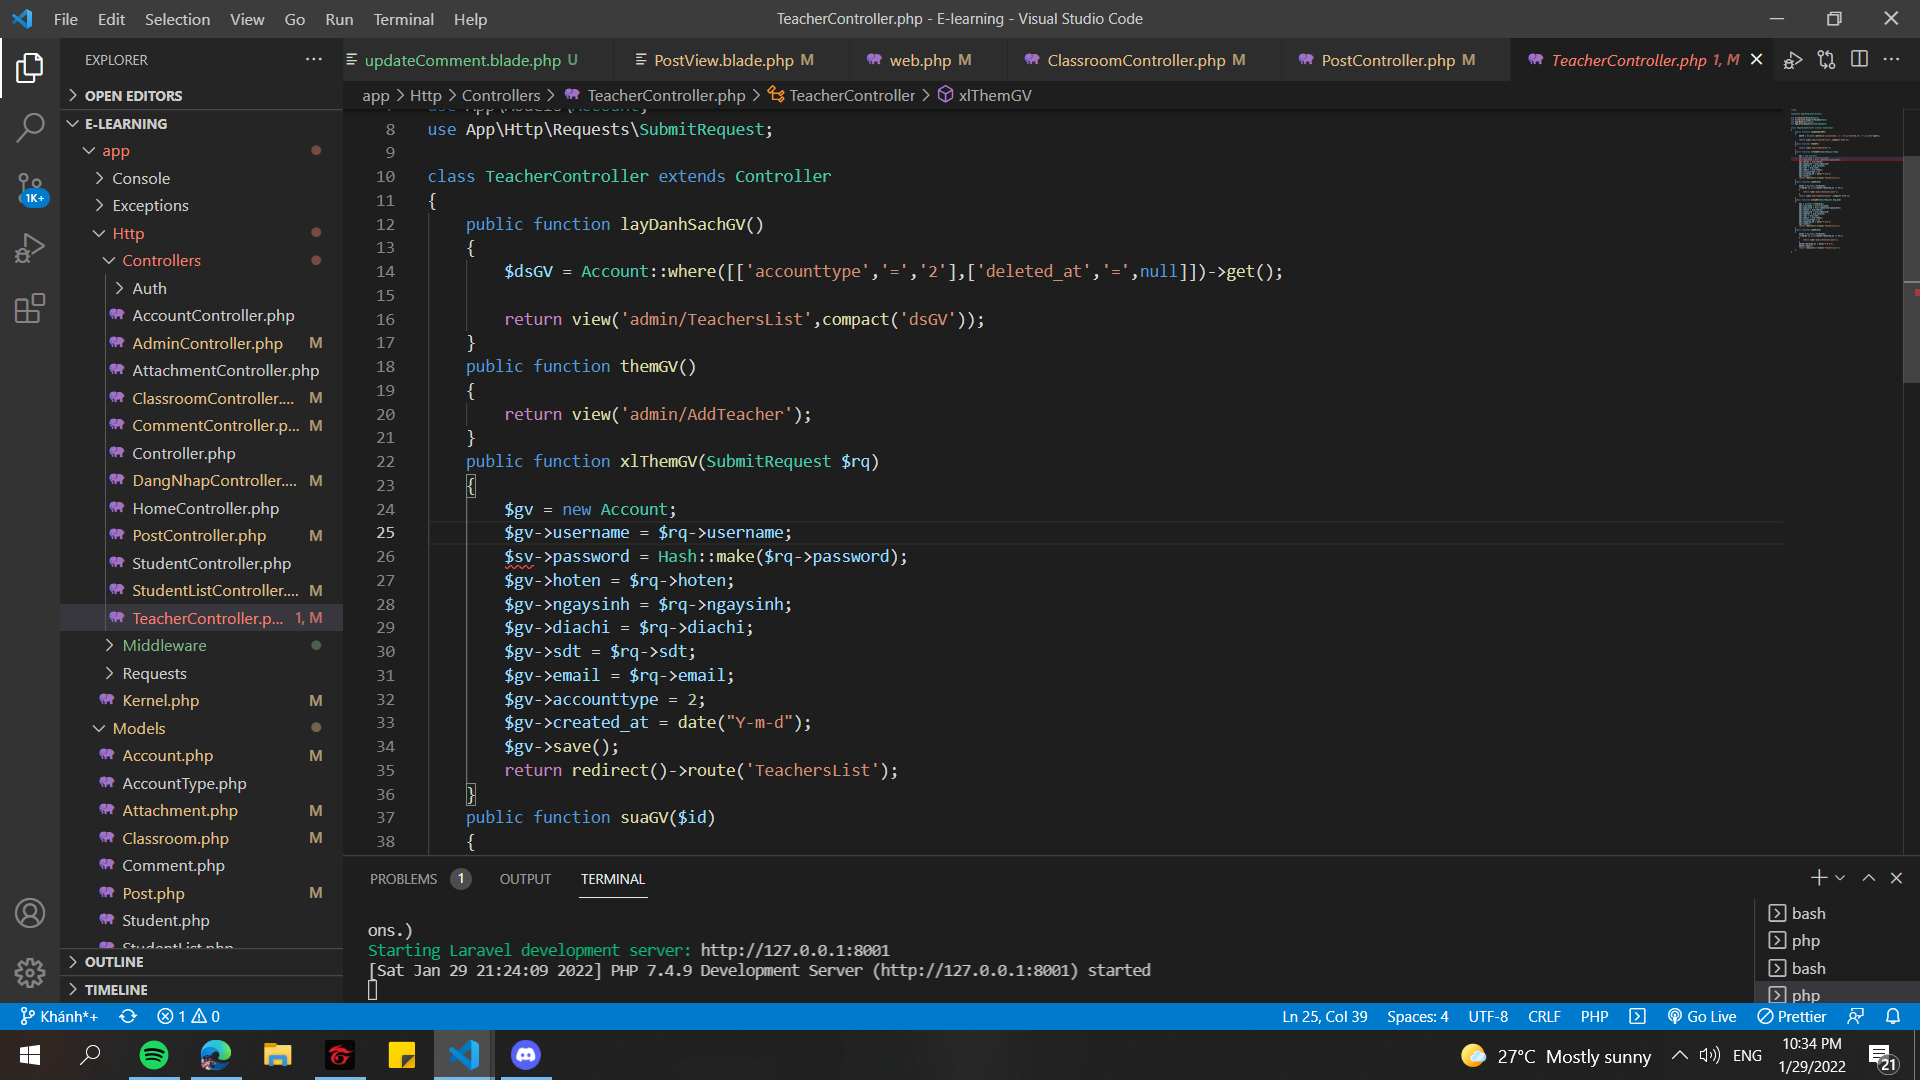 File Edit Selection View Go Run Terminal Help
TeacherController.php - E-learning - Visual Studio Code
EXPLORER
updateComment.blade.php U
PostView.blade.php M
web.php M
ClassroomController.php M
PostController.php M
TeacherController.php 1, M
OPEN EDITORS
app > Http > Controllers > TeacherController.php > TeacherController > xlThemGV
E-LEARNING
app
Console
Exceptions
Http
Controllers
Auth
AccountController.php
AdminController.php M
AttachmentController.php
ClassroomController.... M
CommentController.p... M
Controller.php
DangNhapController.... M
HomeController.php
PostController.php M
StudentController.php
StudentListController.... M
TeacherController.p... 1, M
Middleware
Requests
Kernel.php M
Models
Account.php M
AccountType.php
Attachment.php M
Classroom.php M
Comment.php
Post.php M
Student.php
StudentList.php
OUTLINE
TIMELINE
1K+
use App\Models\Account;
8 use App\Http\Requests\SubmitRequest;
9
10 class TeacherController extends Controller
11 {
12 public function layDanhSachGV()
13 {
14 $dsGV = Account::where([['accounttype','=','2'],['deleted_at','=',null]])->get();
15
16 return view('admin/TeachersList',compact('dsGV'));
17 }
18 public function themGV()
19 {
20 return view('admin/AddTeacher');
21 }
22 public function xlThemGV(SubmitRequest $rq)
23 {
24 $gv = new Account;
25 $gv->username = $rq->username;
26 $sv->password = Hash::make($rq->password);
27 $gv->hoten = $rq->hoten;
28 $gv->ngaysinh = $rq->ngaysinh;
29 $gv->diachi = $rq->diachi;
30 $gv->sdt = $rq->sdt;
31 $gv->email = $rq->email;
32 $gv->accounttype = 2;
33 $gv->created_at = date("Y-m-d");
34 $gv->save();
35 return redirect()->route('TeachersList');
36 }
37 public function suaGV($id)
38 {
PROBLEMS 1 OUTPUT TERMINAL
ons.)
Starting Laravel development server: http://127.0.0.1:8001
[Sat Jan 29 21:24:09 2022] PHP 7.4.9 Development Server (http://127.0.0.1:8001) started
bash
php
bash
php
Khánh*+ 1 0
Ln 25, Col 39 Spaces: 4 UTF-8 CRLF PHP Go Live Prettier
27°C Mostly sunny
ENG
10:34 PM
1/29/2022
21